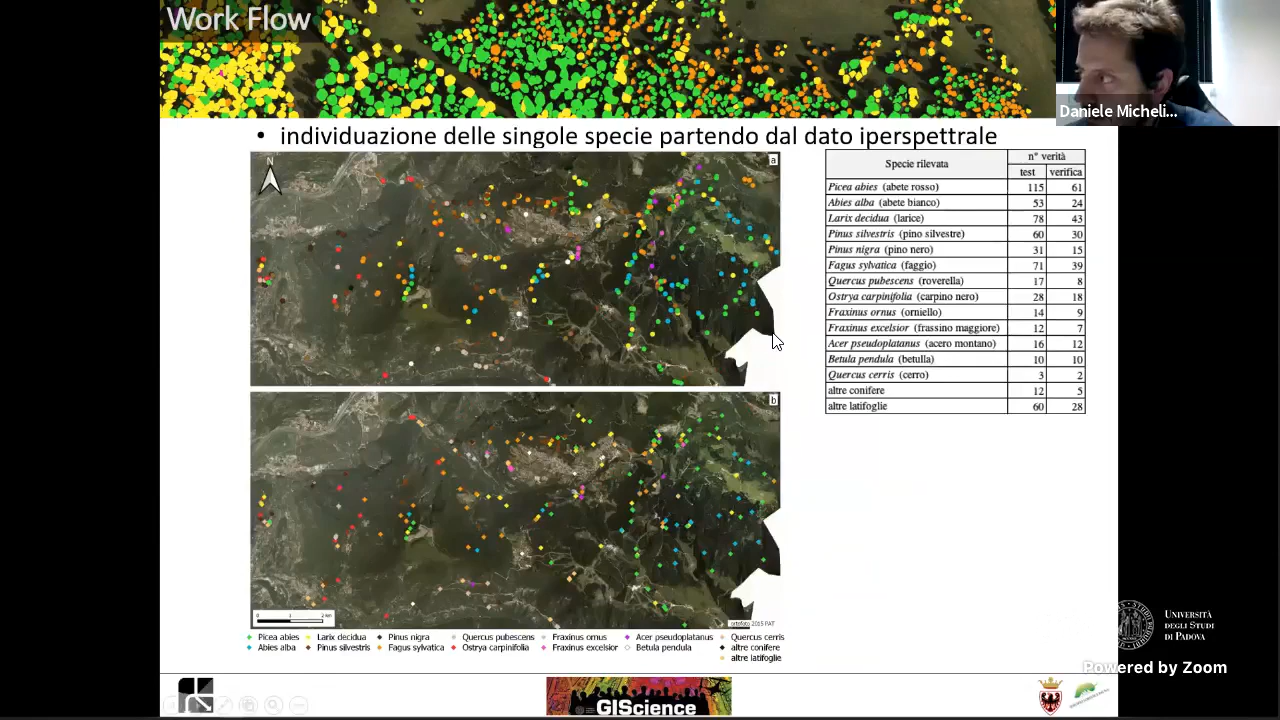 Work Flow
Daniele Micheli...
• individuazione delle singole specie partendo dal dato iperspettrale
N
a
Specie rilevata n° verità
test verifica
Picea abies (abete rosso) 115 61
Abies alba (abete bianco) 53 24
Larix decidua (larice) 78 43
Pinus silvestris (pino silvestre) 60 30
Pinus nigra (pino nero) 31 15
Fagus sylvatica (faggio) 71 39
Quercus pubescens (roverella) 17 8
Ostrya carpinifolia (carpino nero) 28 18
Fraxinus ornus (orniello) 14 9
Fraxinus excelsior (frassino maggiore) 12 7
Acer pseudoplatanus (acero montano) 16 12
Betula pendula (betulla) 10 10
Quercus cerris (cerro) 3 2
altre conifere 12 5
altre latifoglie 60 28
b
0 1 2 km
ortofoto 2015 PAT
Picea abies Larix decidua Pinus nigra Quercus pubescens Fraxinus ornus Acer pseudoplatanus Quercus cerris
Abies alba Pinus silvestris Fagus sylvatica Ostrya carpinifolia Fraxinus excelsior Betula pendula altre conifere
altre latifoglie
GIScience
UNIVERSITÀ
DEGLI STUDI
DI PADOVA
Powered by Zoom